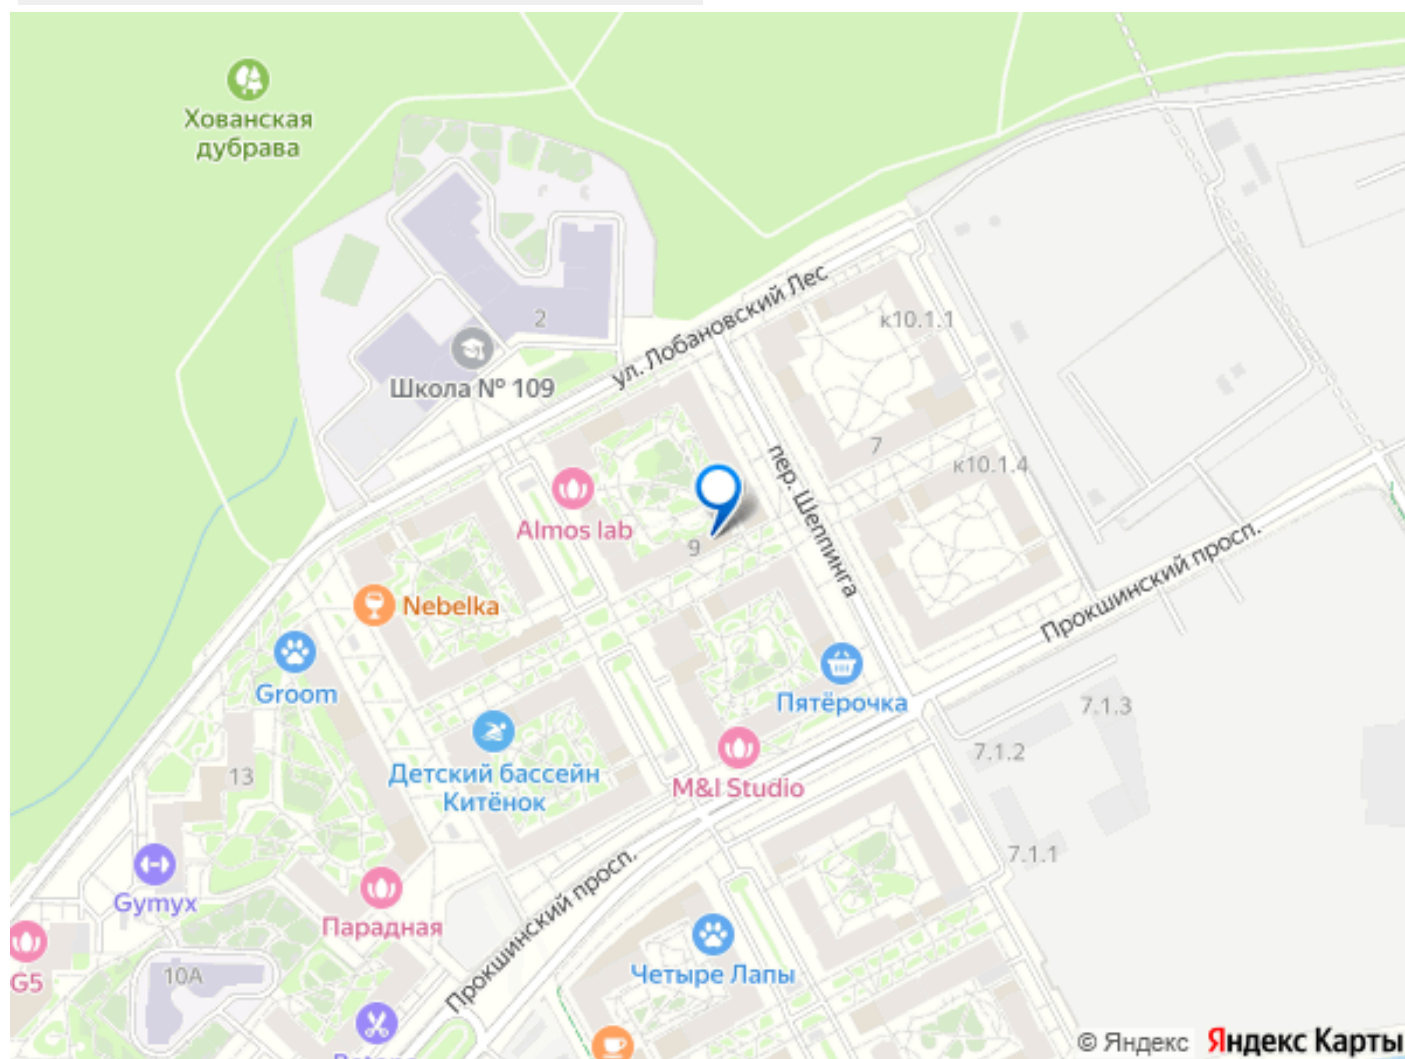 Хованская
дубрава
2
Школа № 109
ул. Лобановский Лес
к10.1.1
пер. Шеппинга
7
к10.1.4
Almos lab
9
Прокшинский просп.
Nebelka
Groom
Пятёрочка
7.1.3
7.1.2
M&I Studio
Детский бассейн
Китёнок
13
7.1.1
Gymyx
Парадная
Прокшинский просп.
G5
10А
Четыре Лапы
© Яндекс Яндекс Карты